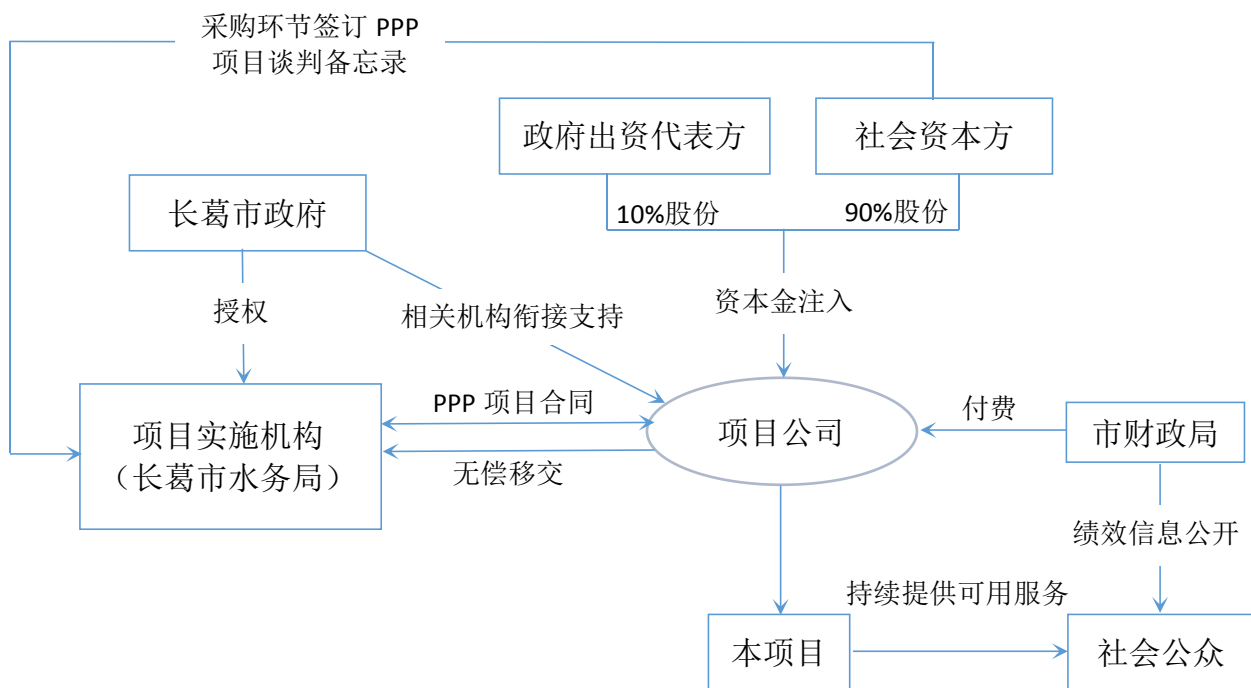 采购环节签订 PPP
项目谈判备忘录
政府出资代表方
社会资本方
长葛市政府
10%股份
90%股份
授权
相关机构衔接支持
资本金注入
PPP 项目合同
付费
项目实施机构
（长葛市水务局）
项目公司
市财政局
无偿移交
绩效信息公开
持续提供可用服务
本项目
社会公众